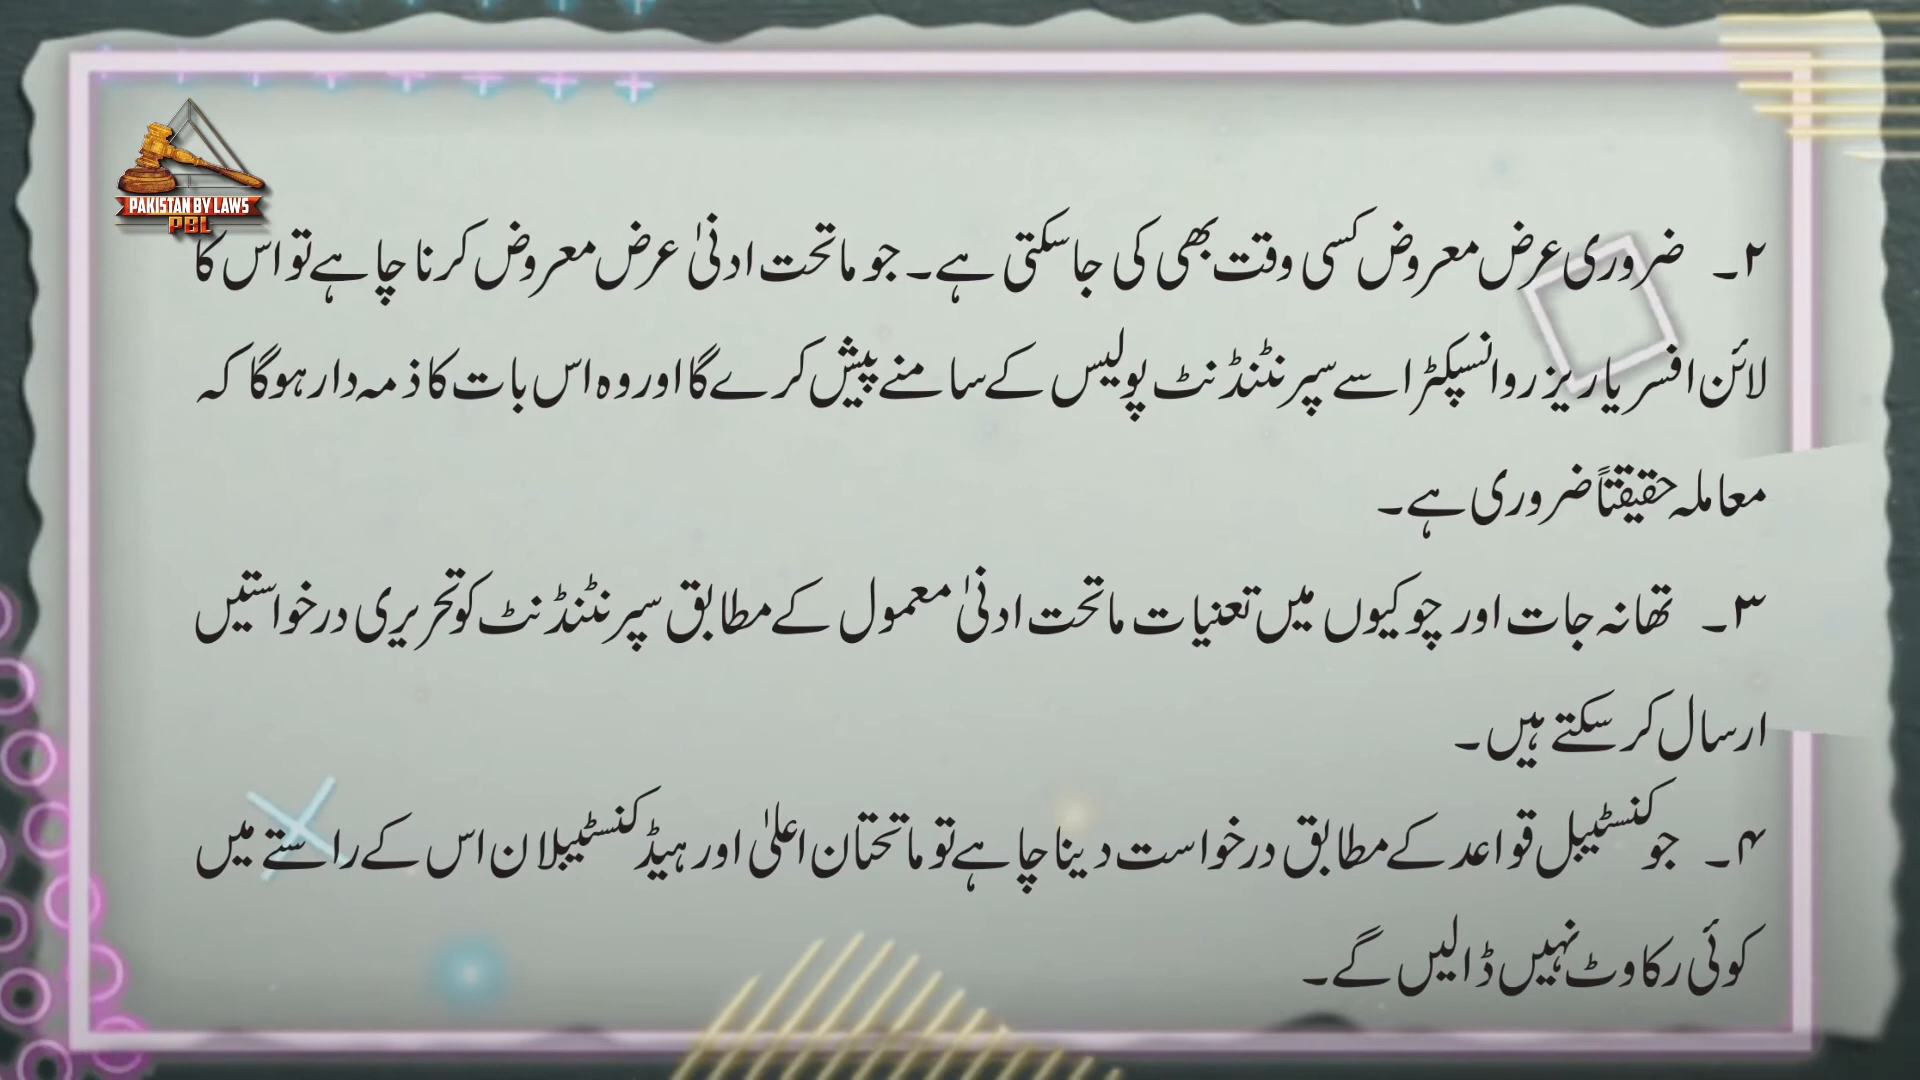 PAKISTAN BY LAWS
PBL
۲۔ ضروری عرض معروض کسی وقت بھی کی جاسکتی ہے۔ جو ماتحت ادنیٰ عرض معروض کرنا چاہے تو اس کا
لائن افسر یا ریزرو انسپکٹر اسے سپرنٹنڈنٹ پولیس کے سامنے پیش کرے گا اور وہ اس بات کا ذمہ دار ہوگا کہ
معاملہ حقیقتاً ضروری ہے۔
۳۔ تھانہ جات اور چوکیوں میں تعنیات ماتحت ادنیٰ معمول کے مطابق سپرنٹنڈنٹ کو تحریری درخواستیں
ارسال کر سکتے ہیں۔
۴۔ جو کنسٹیبل قواعد کے مطابق درخواست دینا چاہے تو ماتحتان اعلیٰ اور ہیڈ کنسٹیبلان اس کے راستے میں
کوئی رکاوٹ نہیں ڈالیں گے۔